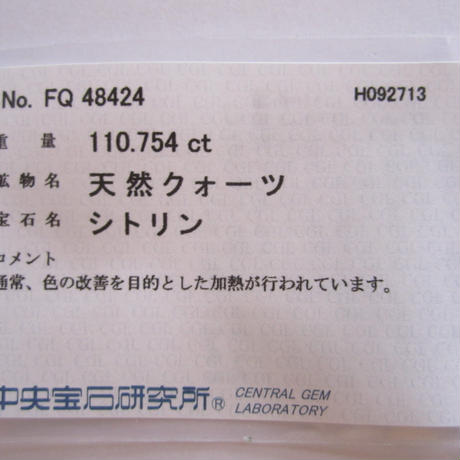 No. FQ 48424 H092713
重 量 110.754 ct
鉱物名 天然クォーツ
宝石名 シトリン
コメント
通常、色の改善を目的とした加熱が行われています。
中央宝石研究所® CENTRAL GEM
LABORATORY